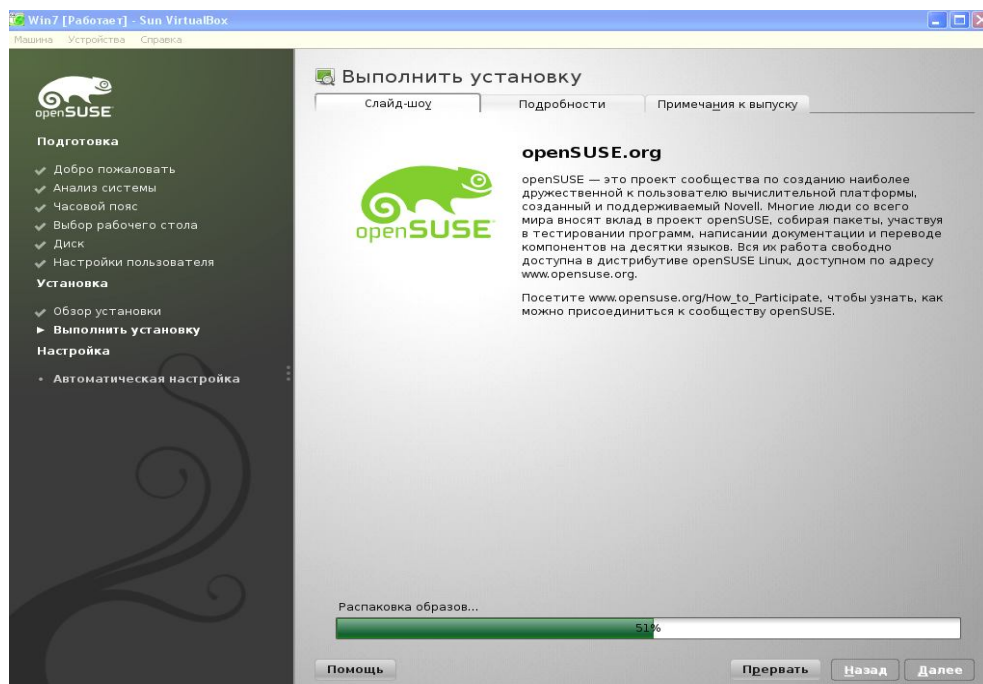 Win7 [Работает] - Sun VirtualBox
Машина Устройства Справка
openSUSE
Подготовка
Добро пожаловать
Анализ системы
Часовой пояс
Выбор рабочего стола
Диск
Настройки пользователя
Установка
Обзор установки
Выполнить установку
Настройка
Автоматическая настройка
Выполнить установку
Слайд-шоу Подробности Примечания к выпуску
openSUSE
openSUSE.org
openSUSE — это проект сообщества по созданию наиболее
дружественной к пользователю вычислительной платформы,
созданный и поддерживаемый Novell. Многие люди со всего
мира вносят вклад в проект openSUSE, собирая пакеты, участвуя
в тестировании программ, написании документации и переводе
компонентов на десятки языков. Вся их работа свободно
доступна в дистрибутиве openSUSE Linux, доступном по адресу
www.opensuse.org.
Посетите www.opensuse.org/How_to_Participate, чтобы узнать, как
можно присоединиться к сообществу openSUSE.
Распаковка образов...
51%
Помощь Прервать Назад Далее